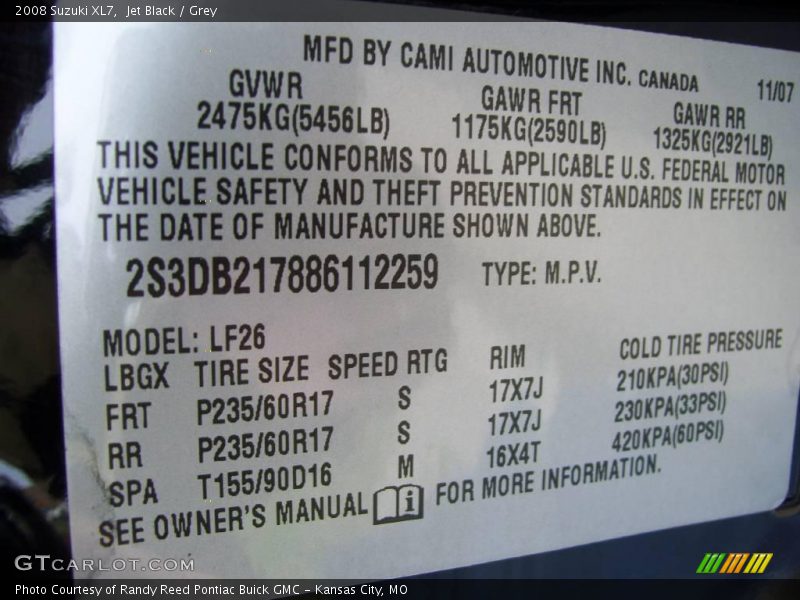 2008 Suzuki XL7,  Jet Black / Grey
MFD BY CAMI AUTOMOTIVE INC. CANADA 11/07
GVWR GAWR FRT GAWR RR
2475KG(5456LB) 1175KG(2590LB) 1325KG(2921LB)
THIS VEHICLE CONFORMS TO ALL APPLICABLE U.S. FEDERAL MOTOR
VEHICLE SAFETY AND THEFT PREVENTION STANDARDS IN EFFECT ON
THE DATE OF MANUFACTURE SHOWN ABOVE.
2S3DB217886112259 TYPE: M.P.V.
MODEL: LF26
LBGX TIRE SIZE SPEED RTG RIM COLD TIRE PRESSURE
FRT P235/60R17 S 17X7J 210KPA(30PSI)
RR P235/60R17 S 17X7J 230KPA(33PSI)
SPA T155/90D16 M 16X4T 420KPA(60PSI)
SEE OWNER'S MANUAL i FOR MORE INFORMATION.
GTCARLOT.COM
Photo Courtesy of Randy Reed Pontiac Buick GMC - Kansas City, MO